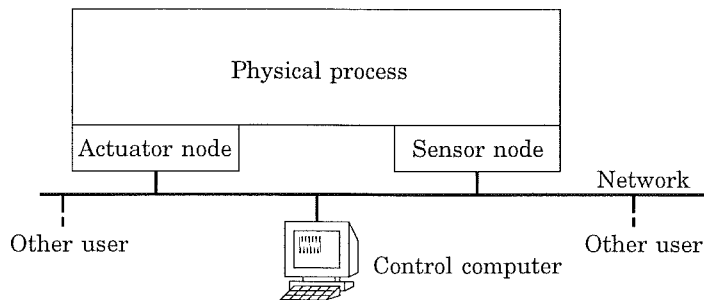 Physical process
Actuator node
Sensor node
Network
Other user
Other user
Control computer